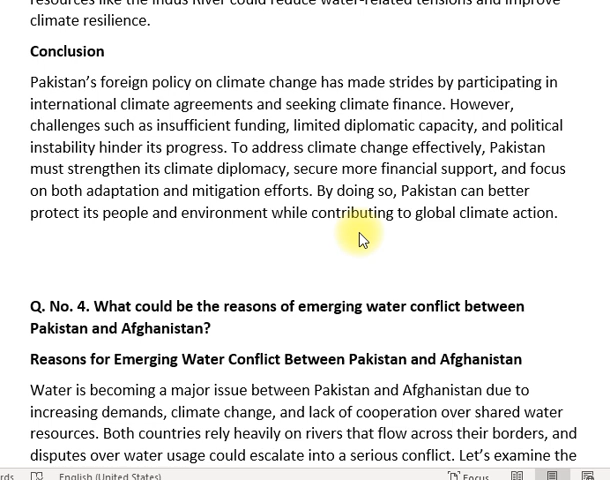 resources like the Indus River could reduce water-related tensions and improve
climate resilience.
Conclusion
Pakistan’s foreign policy on climate change has made strides by participating in
international climate agreements and seeking climate finance. However,
challenges such as insufficient funding, limited diplomatic capacity, and political
instability hinder its progress. To address climate change effectively, Pakistan
must strengthen its climate diplomacy, secure more financial support, and focus
on both adaptation and mitigation efforts. By doing so, Pakistan can better
protect its people and environment while contributing to global climate action.
Q. No. 4. What could be the reasons of emerging water conflict between
Pakistan and Afghanistan?
Reasons for Emerging Water Conflict Between Pakistan and Afghanistan
Water is becoming a major issue between Pakistan and Afghanistan due to
increasing demands, climate change, and lack of cooperation over shared water
resources. Both countries rely heavily on rivers that flow across their borders, and
disputes over water usage could escalate into a serious conflict. Let’s examine the
rds English (United States) Focus